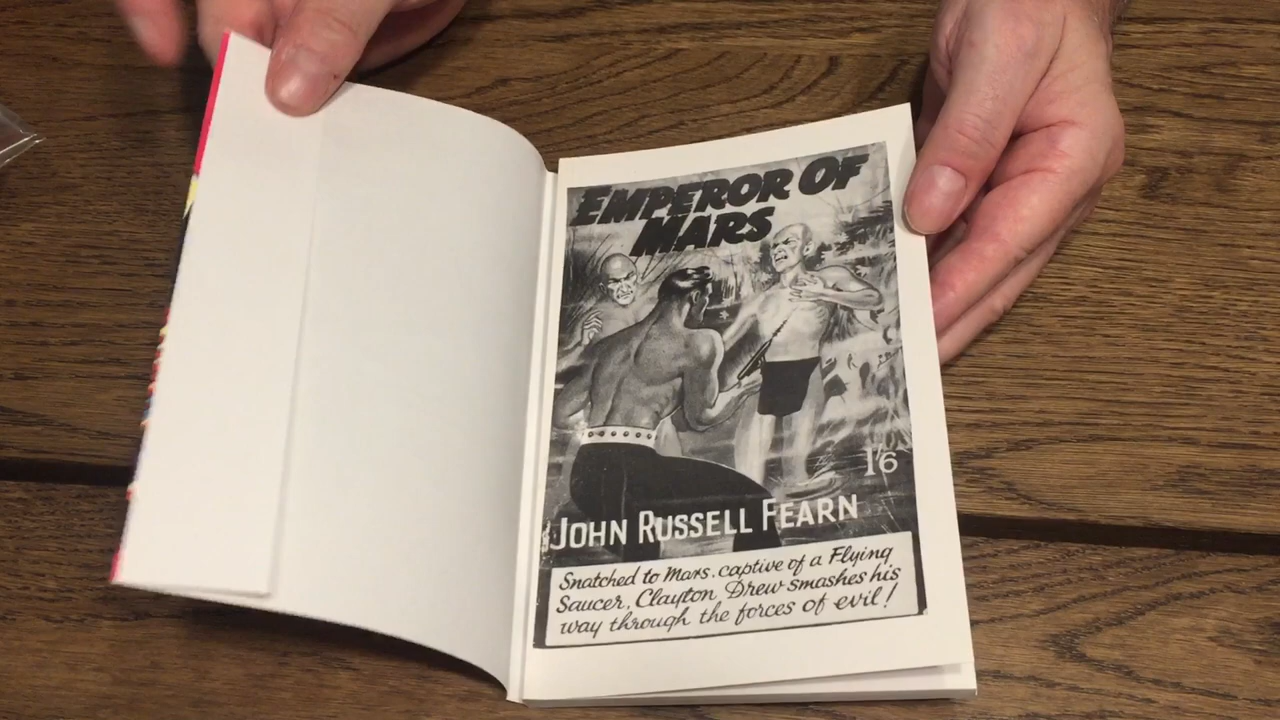 EMPEROR OF
MARS
1/6
JOHN RUSSELL FEARN
Snatched to Mars, captive of a Flying
Saucer, Clayton Drew smashes his
way through the forces of evil!